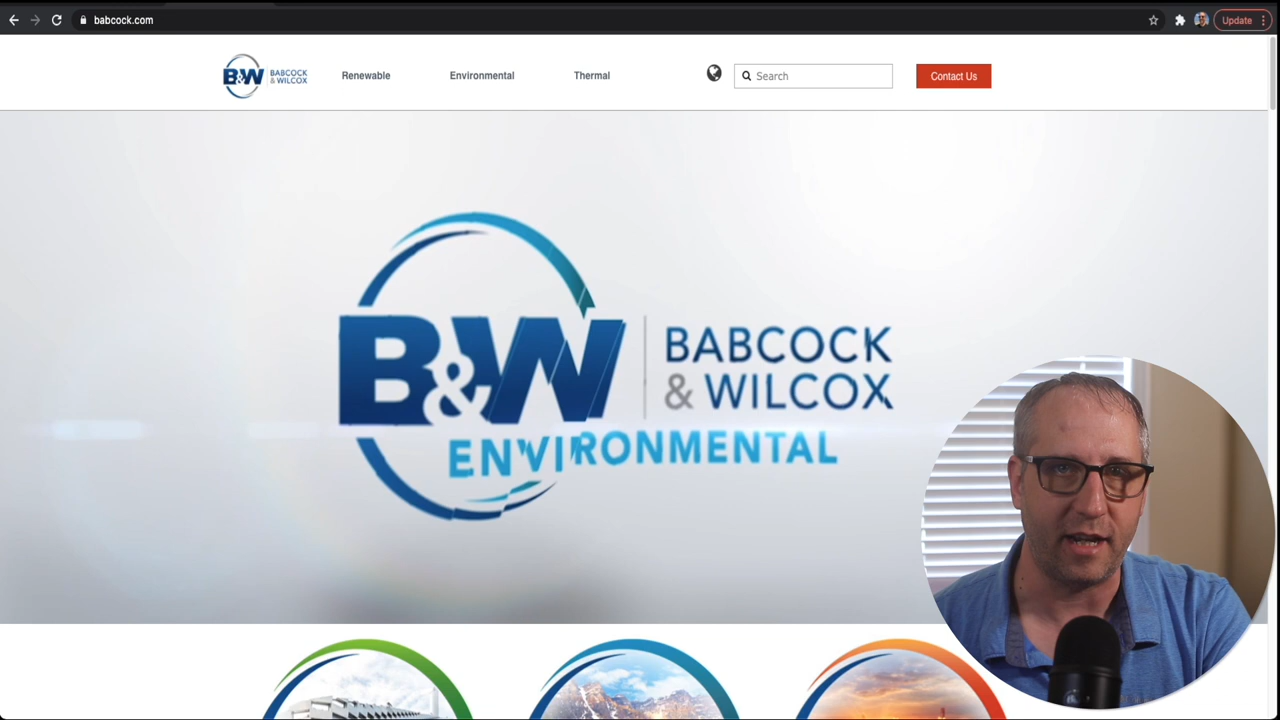 babcock.com
Update
B&W BABCOCK & WILCOX
Renewable
Environmental
Thermal
Search
Contact Us
B&W
BABCOCK
& WILCOX
ENVIRONMENTAL